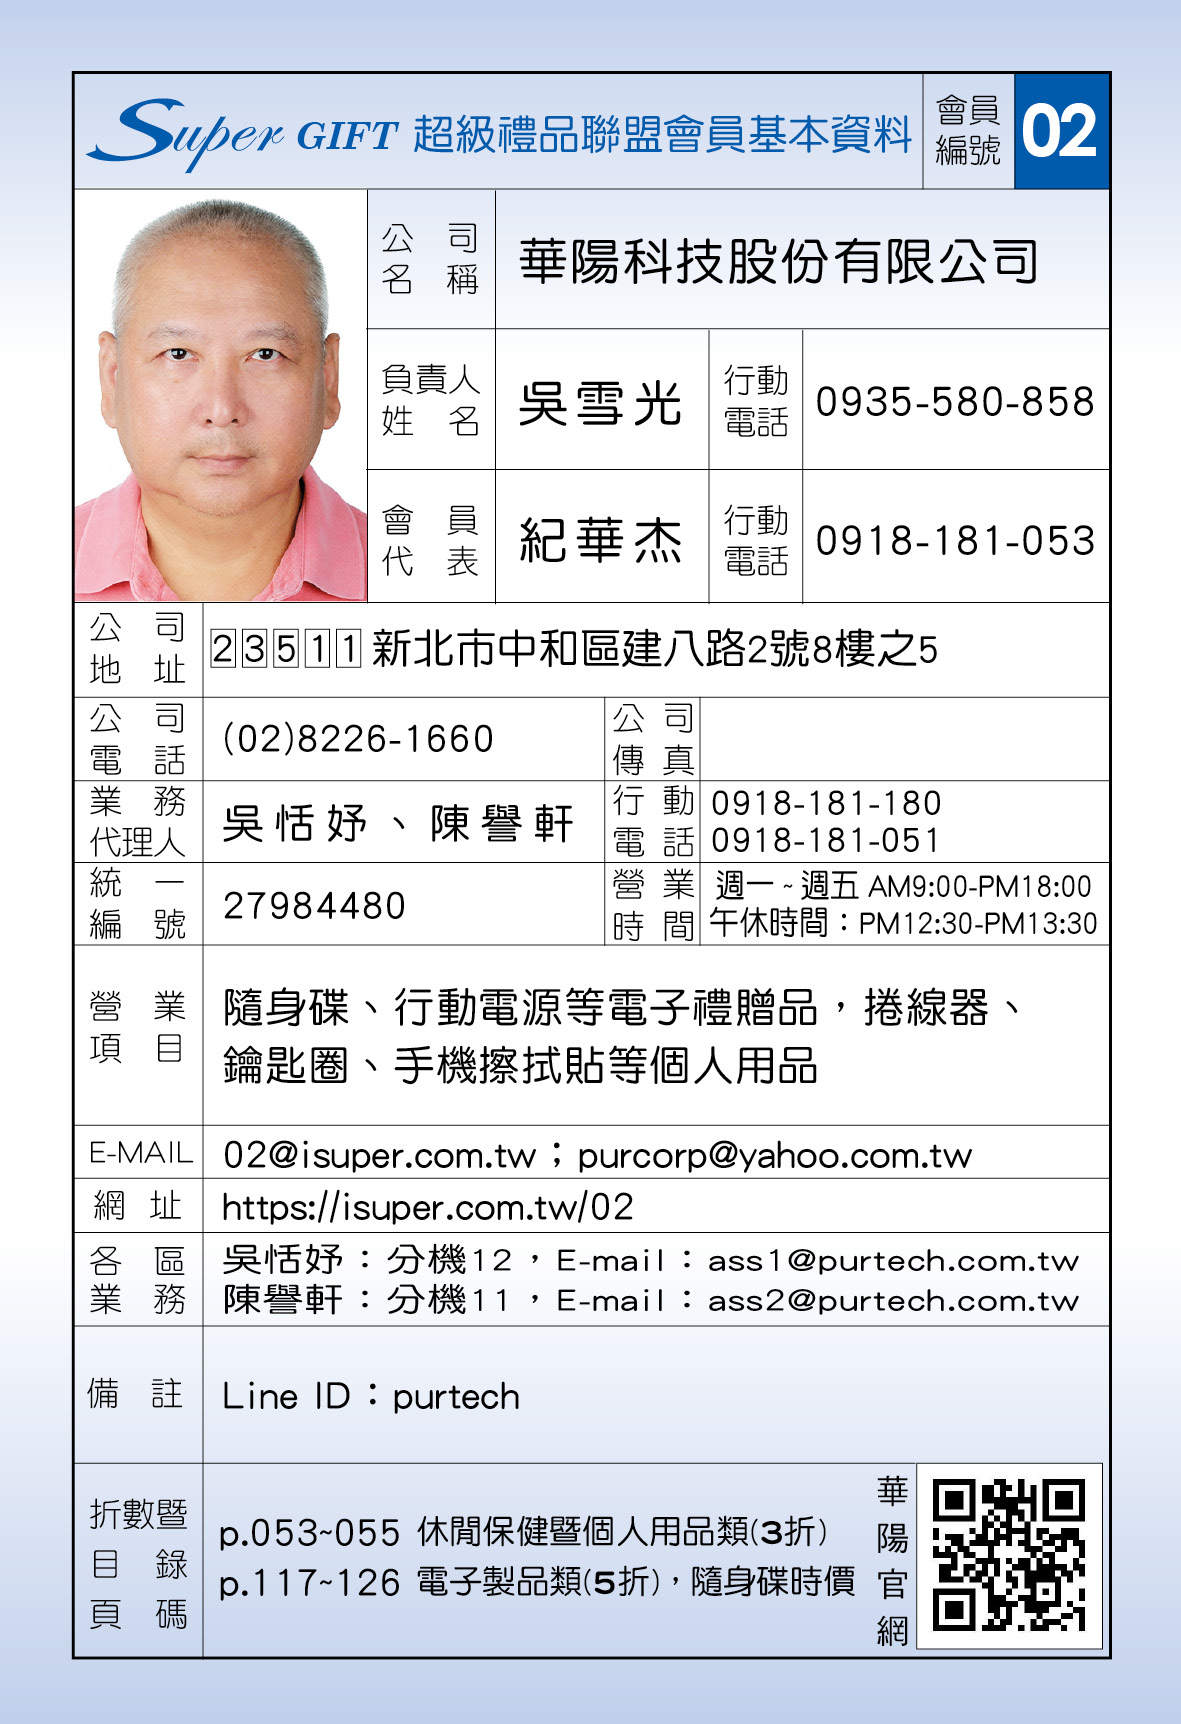 Super GIFT 超級禮品聯盟會員基本資料
會員
編號
02
公司
名稱
華陽科技股份有限公司
負責人
姓名
吳雪光
行動
電話
0935-580-858
會員
代表
紀華杰
行動
電話
0918-181-053
公司
地址
23511 新北市中和區建八路2號8樓之5
公司
電話
(02)8226-1660
公司
傳真
業務
代理人
吳恬妤、陳譽軒
行動
電話
0918-181-180
0918-181-051
統一
編號
27984480
營業
時間
週一~週五 AM9:00-PM18:00
午休時間：PM12:30-PM13:30
營業
項目
隨身碟、行動電源等電子禮贈品，捲線器、
鑰匙圈、手機擦拭貼等個人用品
E-MAIL
02@isuper.com.tw；purcorp@yahoo.com.tw
網址
https://isuper.com.tw/02
各區
業務
吳恬妤：分機12，E-mail：ass1@purtech.com.tw
陳譽軒：分機11，E-mail：ass2@purtech.com.tw
備註
Line ID：purtech
折數暨
目錄
頁碼
p.053~055 休閒保健暨個人用品類(3折)
p.117~126 電子製品類(5折)，隨身碟時價
華陽官網